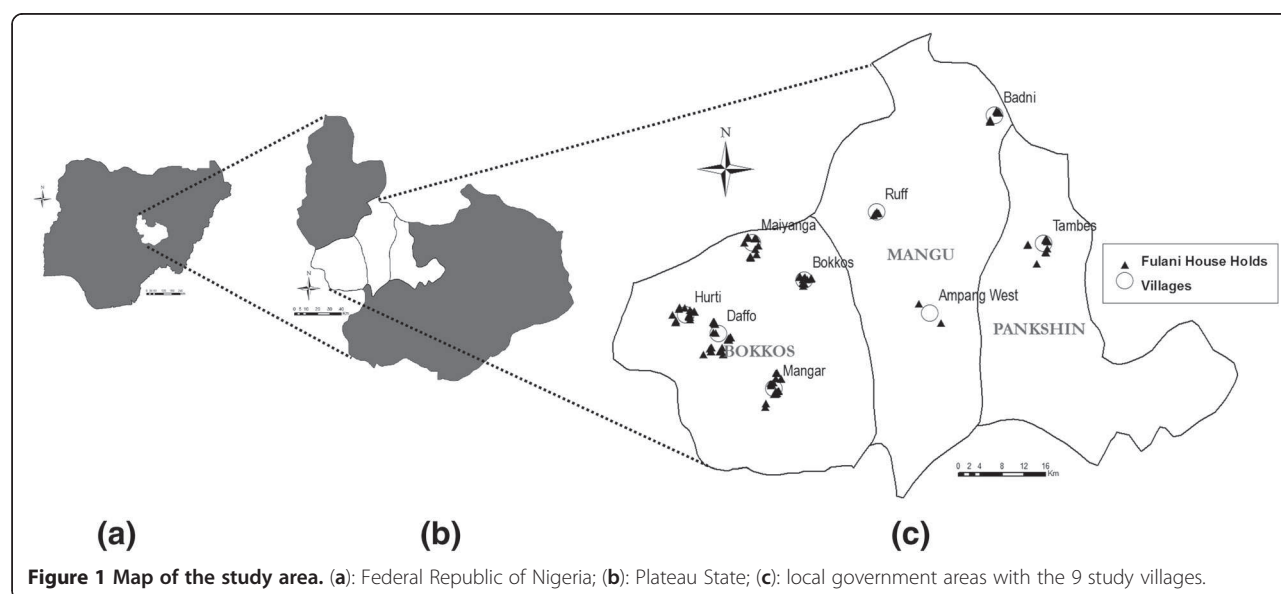 N
N
N
Badni
Ruff
Tambes
Maiyanga
MANGU
Bokkos
Fulani House Holds
Villages
Hurti
Ampang West
Daffo
PANKSHIN
BOKKOS
Mangar
0 2 4 8 12 16
Km
(a) (b) (c)
Figure 1 Map of the study area. (a): Federal Republic of Nigeria; (b): Plateau State; (c): local government areas with the 9 study villages.